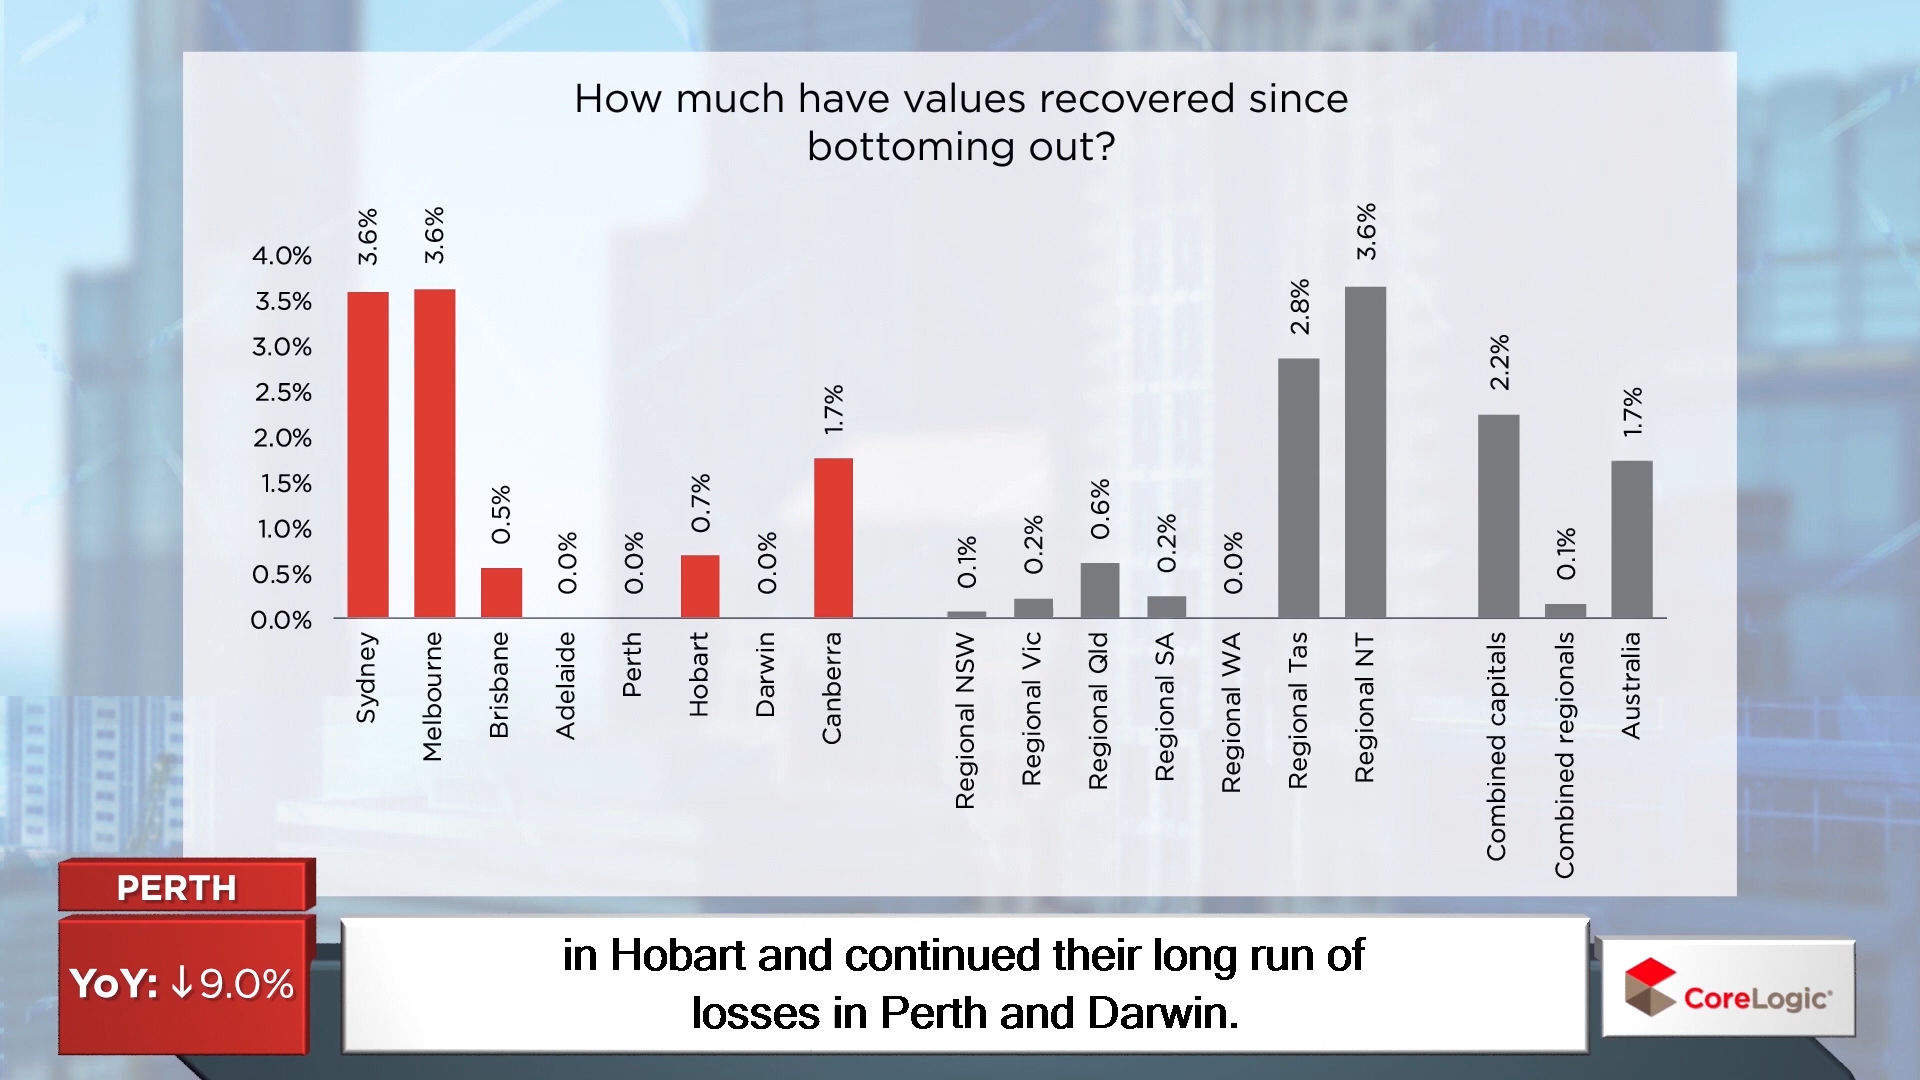 How much have values recovered since
bottoming out?
4.0%
3.5%
3.0%
2.5%
2.0%
1.5%
1.0%
0.5%
0.0%
3.6%
3.6%
0.5%
0.0%
0.0%
0.7%
0.0%
1.7%
0.1%
0.2%
0.6%
0.2%
0.0%
2.8%
3.6%
2.2%
0.1%
1.7%
Sydney
Melbourne
Brisbane
Adelaide
Perth
Hobart
Darwin
Canberra
Regional NSW
Regional Vic
Regional Qld
Regional SA
Regional WA
Regional Tas
Regional NT
Combined capitals
Combined regionals
Australia
PERTH
YoY: ↓9.0%
in Hobart and continued their long run of
losses in Perth and Darwin.
CoreLogic®